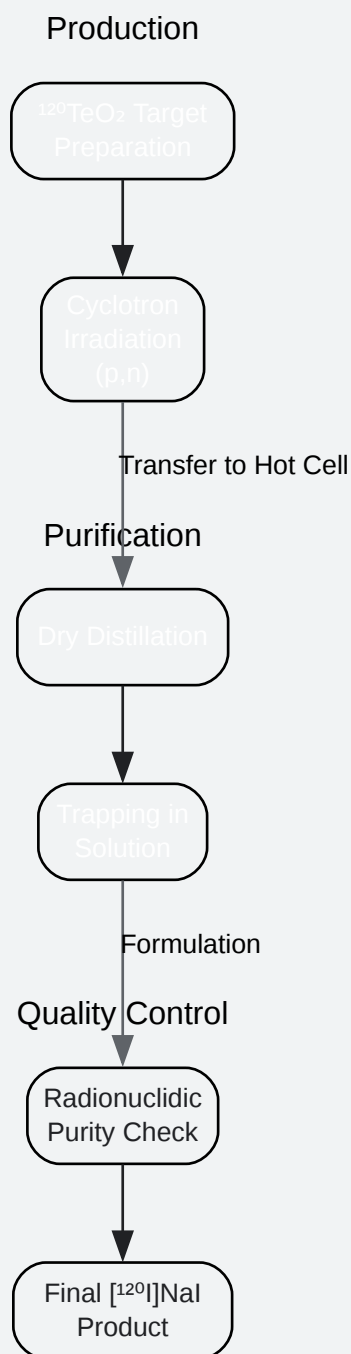 Production
¹²⁰TeO₂ Target
Preparation
Cyclotron
Irradiation
(p,n)
Transfer to Hot Cell
Purification
Dry Distillation
Trapping in
Solution
Formulation
Quality Control
Radionuclidic
Purity Check
Final [¹²⁰I]NaI
Product